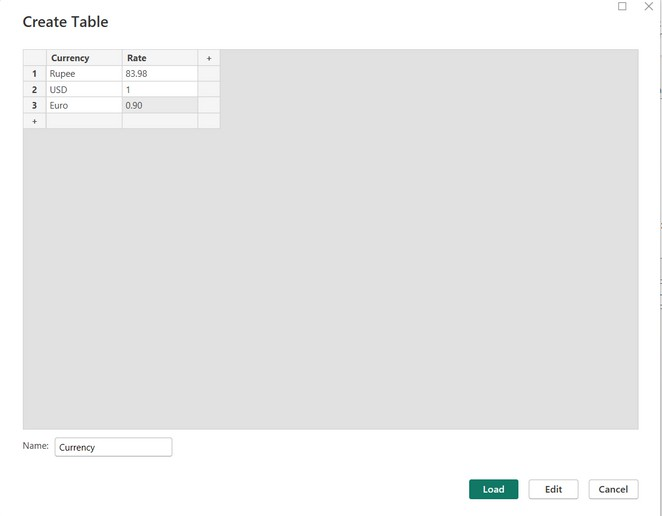 Create Table
Currency Rate +
1 Rupee 83.98
2 USD 1
3 Euro 0.90
+
Name: Currency
Load Edit Cancel